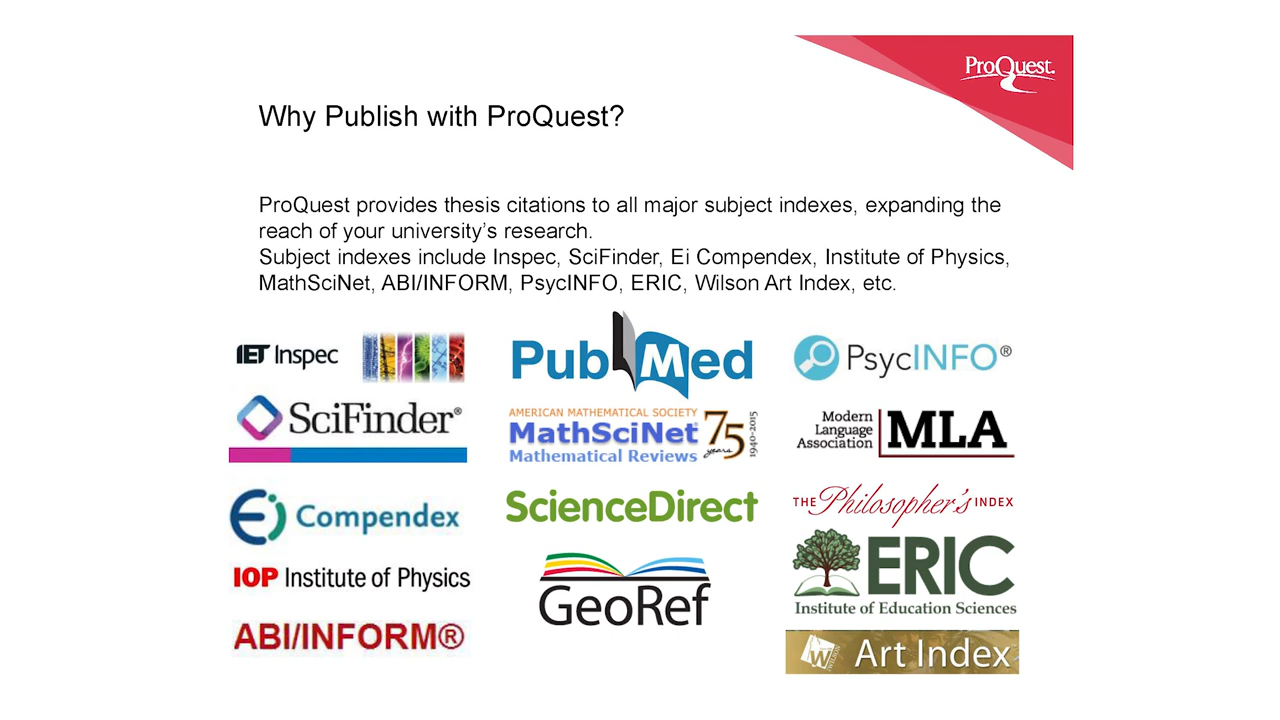 ProQuest.
Why Publish with ProQuest?
ProQuest provides thesis citations to all major subject indexes, expanding the
reach of your university's research.
Subject indexes include Inspec, SciFinder, Ei Compendex, Institute of Physics,
MathSciNet, ABI/INFORM, PsycINFO, ERIC, Wilson Art Index, etc.
IET Inspec
SciFinder®
Ei Compendex
IOP Institute of Physics
ABI/INFORM®
PubMed
AMERICAN MATHEMATICAL SOCIETY
MathSciNet®
Mathematical Reviews
75
years
1940-2015
ScienceDirect
GeoRef
PsycINFO®
Modern
Language
Association
MLA
THE Philosopher's INDEX
ERIC
Institute of Education Sciences
W WILSON
Art Index